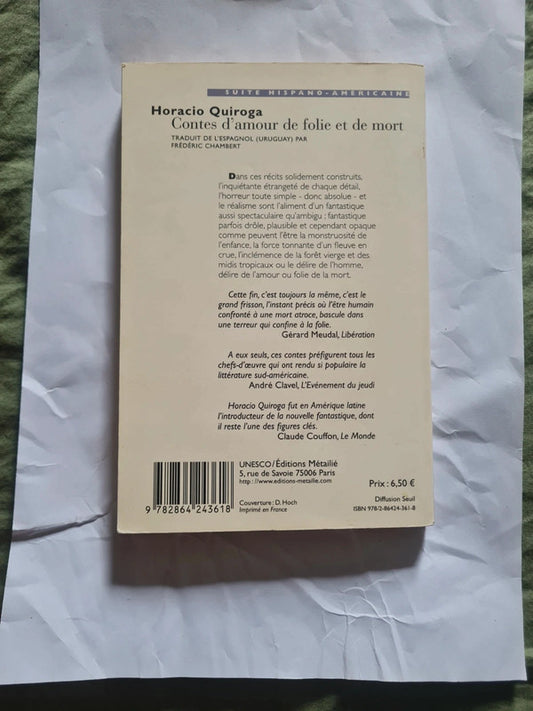 SUITE HISPANO-AMÉRICAINE
Horacio Quiroga
Contes d'amour de folie et de mort
TRADUIT DE L'ESPAGNOL (URUGUAY) PAR
FRÉDÉRIC CHAMBERT
Dans ces récits solidement construits,
l'inquiétante étrangeté de chaque détail,
l'horreur toute simple - donc absolue - et
le réalisme sont l'aliment d'un fantastique
aussi spectaculaire qu'ambigu ; fantastique
parfois drôle, plausible et cependant opaque
comme peuvent l'être la monstruosité de
l'enfance, la force tonnante d'un fleuve en
crue, l'inclémence de la forêt vierge et des
midis tropicaux ou le délire de l'homme,
délire de l'amour ou folie de la mort.
Cette fin, c'est toujours la même, c'est le
grand frisson, l'instant précis où l'être humain
confronté à une mort atroce, bascule dans
une terreur qui confine à la folie.
Gérard Meudal, Libération
A eux seuls, ces contes préfigurent tous les
chefs-d'œuvre qui ont rendu si populaire la
littérature sud-américaine.
André Clavel, L'Evénement du jeudi
Horacio Quiroga fut en Amérique latine
l'introducteur de la nouvelle fantastique, dont
il reste l'une des figures clés.
Claude Couffon, Le Monde
UNESCO/Éditions Métailié
5, rue de Savoie 75006 Paris
http://www.editions-metailie.com
Prix : 6,50 €
Couverture : D. Hoch
Imprimé en France
Diffusion Seuil
ISBN 978-2-86424-361-8
9 782864 243618